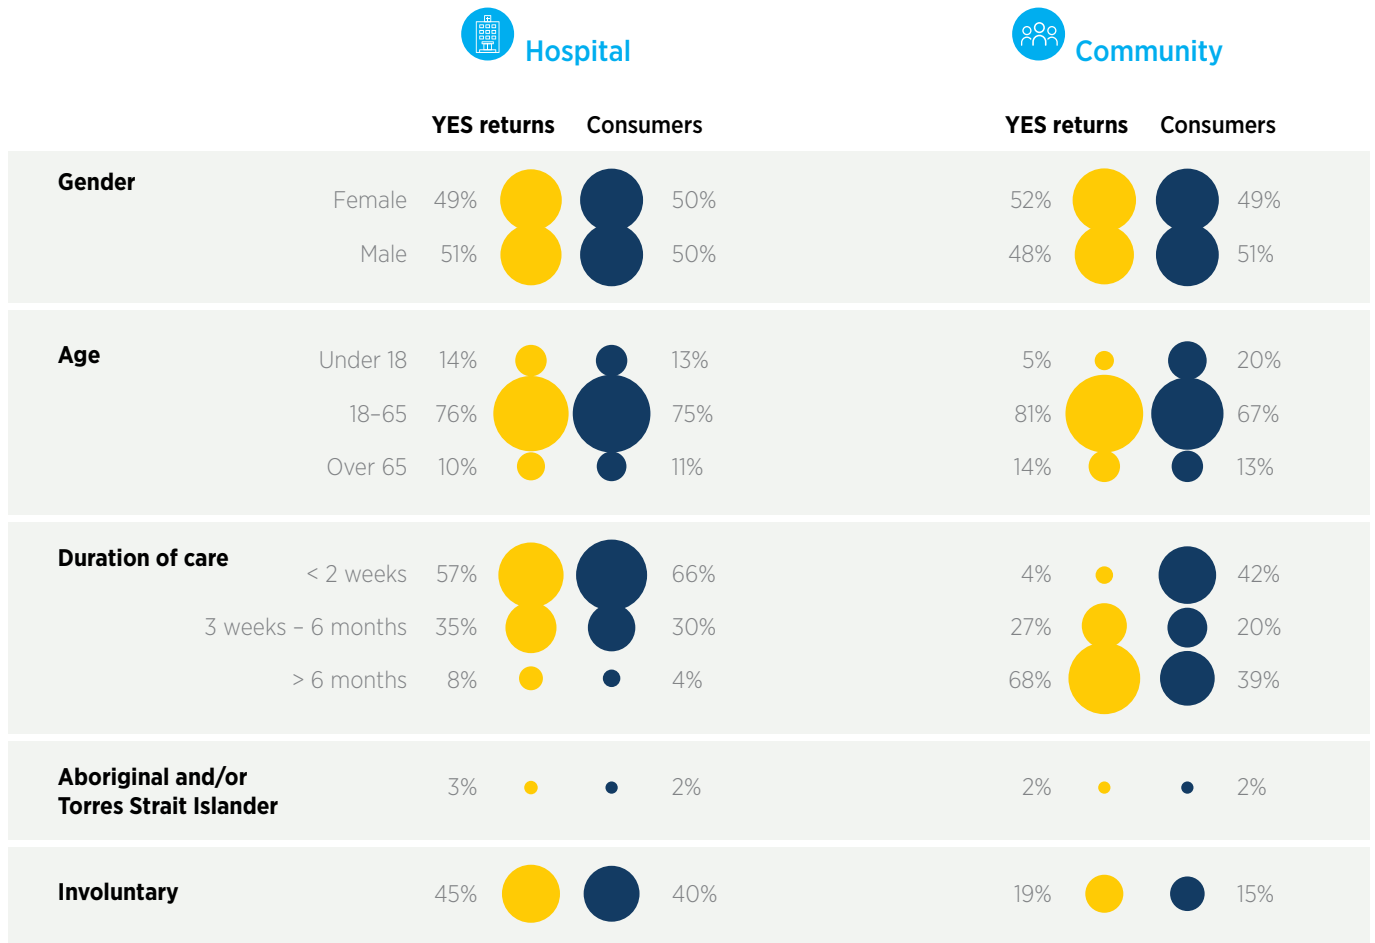 Hospital
Community
YES returns Consumers
YES returns Consumers
Gender
Female 49% 50% 52% 49%
Male 51% 50% 48% 51%
Age
Under 18 14% 13% 5% 20%
18–65 76% 75% 81% 67%
Over 65 10% 11% 14% 13%
Duration of care
< 2 weeks 57% 66% 4% 42%
3 weeks – 6 months 35% 30% 27% 20%
> 6 months 8% 4% 68% 39%
Aboriginal and/or
Torres Strait Islander
3% 2% 2% 2%
Involuntary 45% 40% 19% 15%